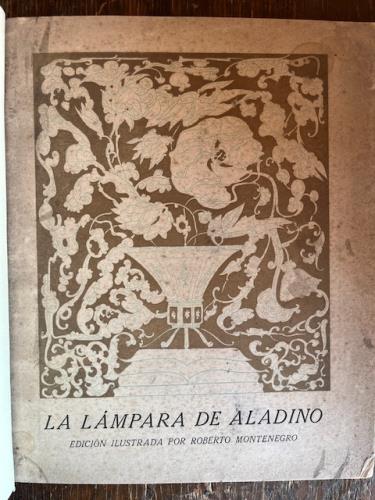 LA LÁMPARA DE ALADINO
EDICIÓN ILUSTRADA POR ROBERTO MONTENEGRO